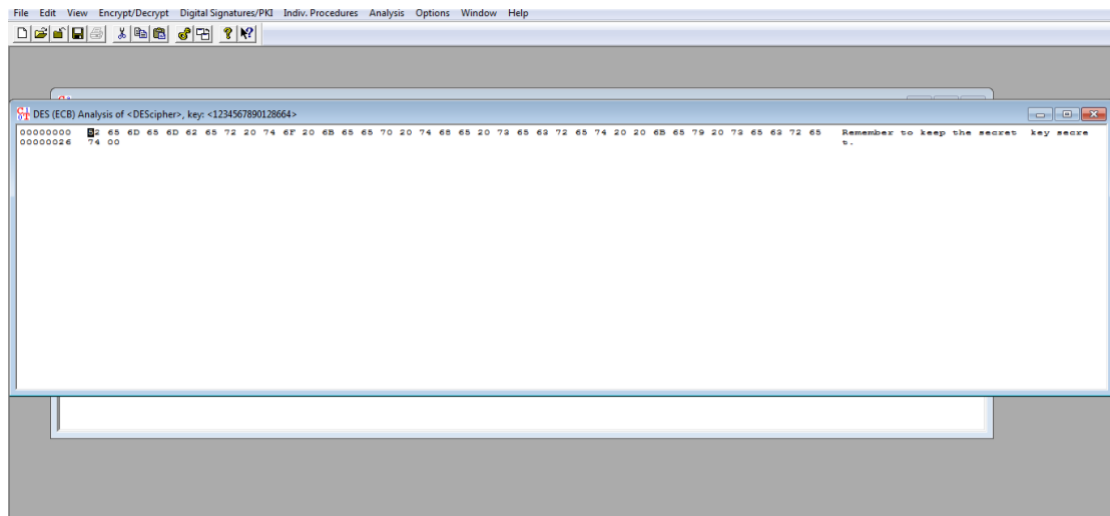 File Edit View Encrypt/Decrypt Digital Signatures/PKI Indiv. Procedures Analysis Options Window Help
DES (ECB) Analysis of <DEScipher>, key: <1234567890128664>
00000000 52 65 6D 65 6D 62 65 72 20 74 6F 20 6B 65 65 70 20 74 68 65 20 73 65 63 72 65 74 20 20 6B 65 79 20 73 65 63 72 65 Remember to keep the secret  key secre
00000026 74 00 t.